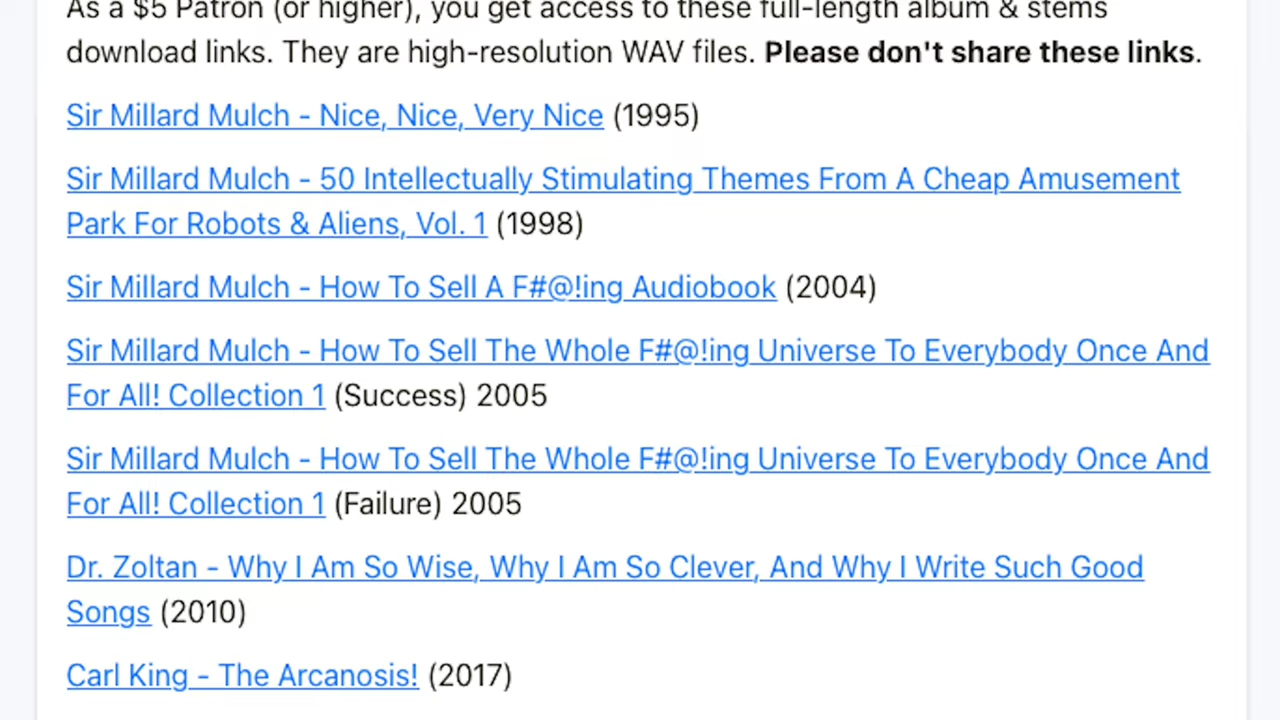 As a $5 Patron (or higher), you get access to these full-length album & stems
download links. They are high-resolution WAV files. Please don't share these links.
Sir Millard Mulch - Nice, Nice, Very Nice (1995)
Sir Millard Mulch - 50 Intellectually Stimulating Themes From A Cheap Amusement
Park For Robots & Aliens, Vol. 1 (1998)
Sir Millard Mulch - How To Sell A F#@!ing Audiobook (2004)
Sir Millard Mulch - How To Sell The Whole F#@!ing Universe To Everybody Once And
For All! Collection 1 (Success) 2005
Sir Millard Mulch - How To Sell The Whole F#@!ing Universe To Everybody Once And
For All! Collection 1 (Failure) 2005
Dr. Zoltan - Why I Am So Wise, Why I Am So Clever, And Why I Write Such Good
Songs (2010)
Carl King - The Arcanosis! (2017)